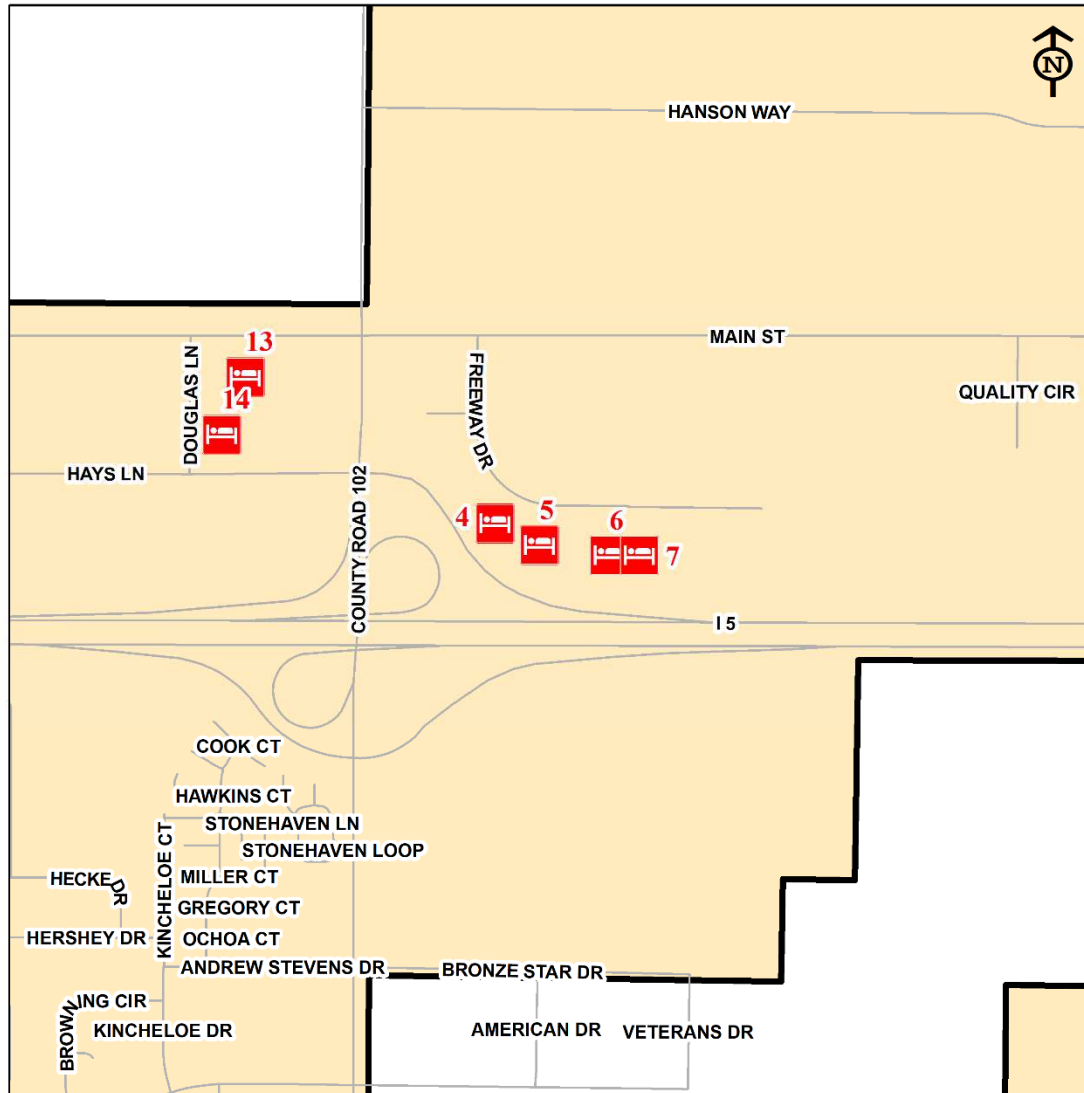 N
HANSON WAY
MAIN ST
13
DOUGLAS LN
14
FREEWAY DR
QUALITY CIR
HAYS LN
COUNTY ROAD 102
4
5
6
7
I 5
COOK CT
HAWKINS CT
STONEHAVEN LN
STONEHAVEN LOOP
KINCHELOE CT
HECKE DR
MILLER CT
GREGORY CT
HERSHEY DR
OCHOA CT
ANDREW STEVENS DR
BRONZE STAR DR
BROWNING CIR
KINCHELOE DR
AMERICAN DR
VETERANS DR